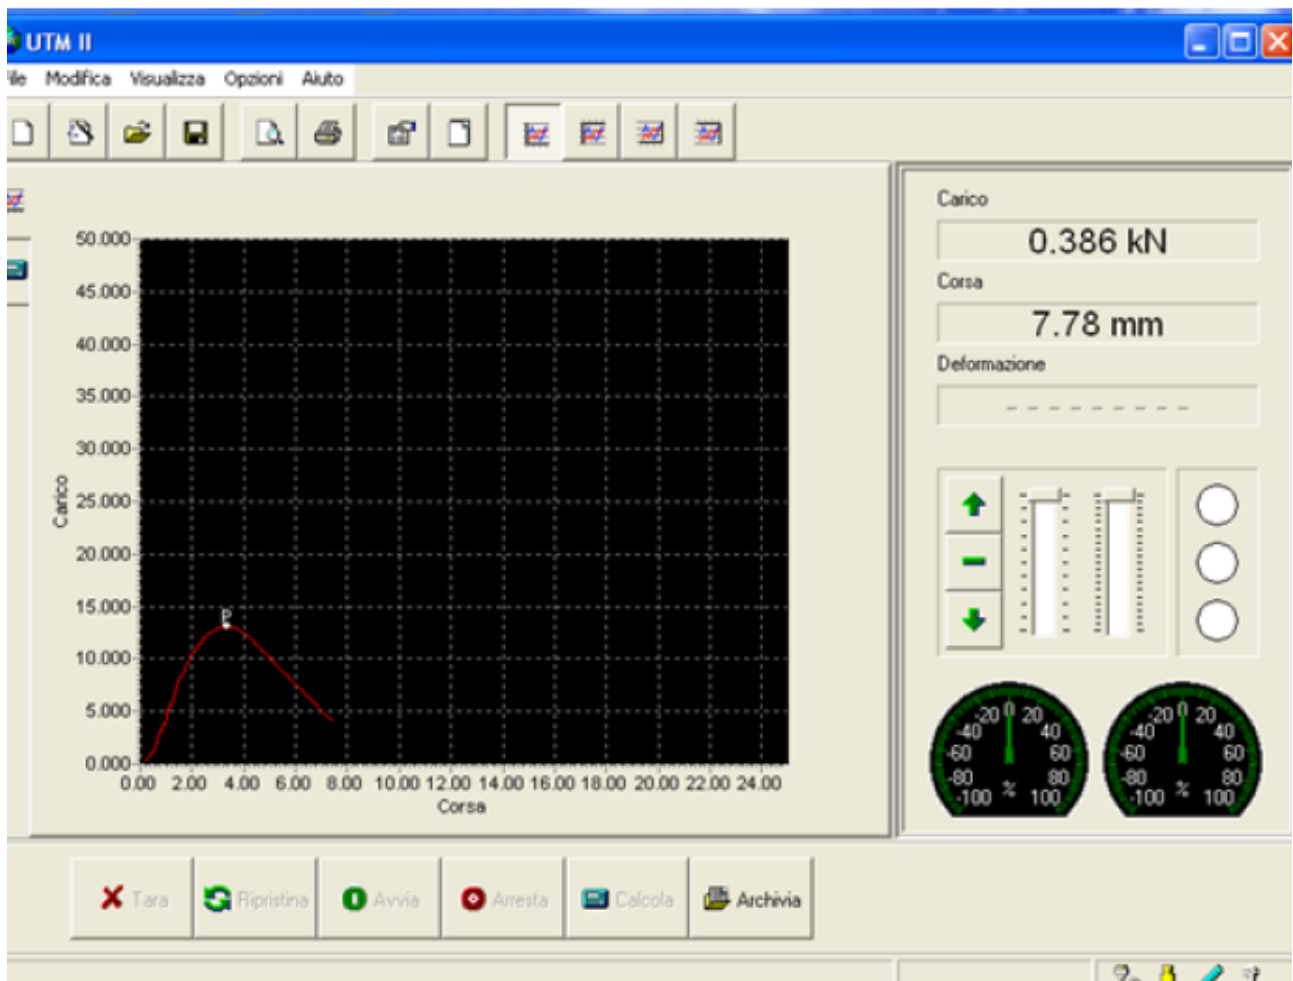 UTM II
File Modifica Visualizza Opzioni Aiuto
Carico
0.386 kN
Corsa
7.78 mm
Deformazione
- - - - - - - - -
50.000
45.000
40.000
35.000
30.000
25.000
20.000
15.000
10.000
5.000
0.000
Carico
P
0.00 2.00 4.00 6.00 8.00 10.00 12.00 14.00 16.00 18.00 20.00 22.00 24.00
Corsa
-100 -80 -60 -40 -20 0 20 40 60 80 100
%
-100 -80 -60 -40 -20 0 20 40 60 80 100
%
Tara Ripristina Avvia Arresta Calcola Archivia